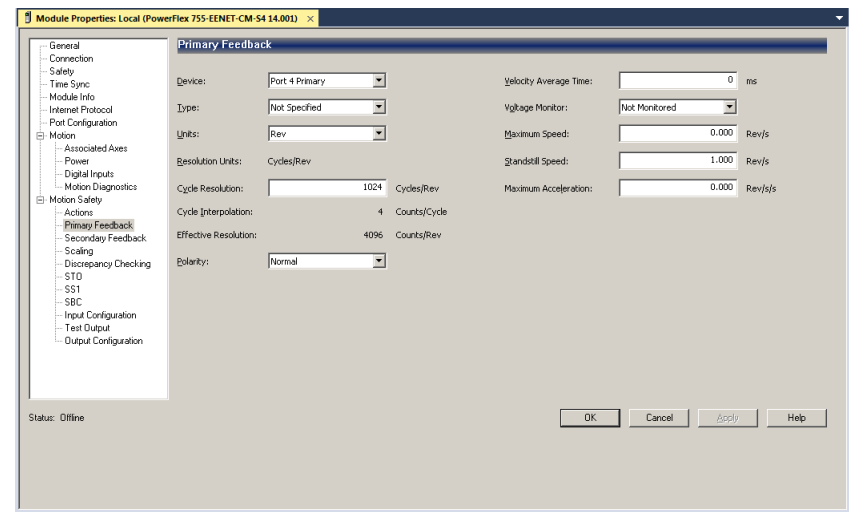 Module Properties: Local (PowerFlex 755-EENET-CM-S4 14.001) ×
General
Connection
Safety
Time Sync
Module Info
Internet Protocol
Port Configuration
Motion
Associated Axes
Power
Digital Inputs
Motion Diagnostics
Motion Safety
Actions
Primary Feedback
Secondary Feedback
Scaling
Discrepancy Checking
STO
SS1
SBC
Input Configuration
Test Output
Output Configuration
Primary Feedback
Device: Port 4 Primary
Type: Not Specified
Units: Rev
Resolution Units: Cycles/Rev
Cycle Resolution: 1024 Cycles/Rev
Cycle Interpolation: 4 Counts/Cycle
Effective Resolution: 4096 Counts/Rev
Polarity: Normal
Velocity Average Time: 0 ms
Voltage Monitor: Not Monitored
Maximum Speed: 0.000 Rev/s
Standstill Speed: 1.000 Rev/s
Maximum Acceleration: 0.000 Rev/s/s
Status: Offline
OK Cancel Apply Help